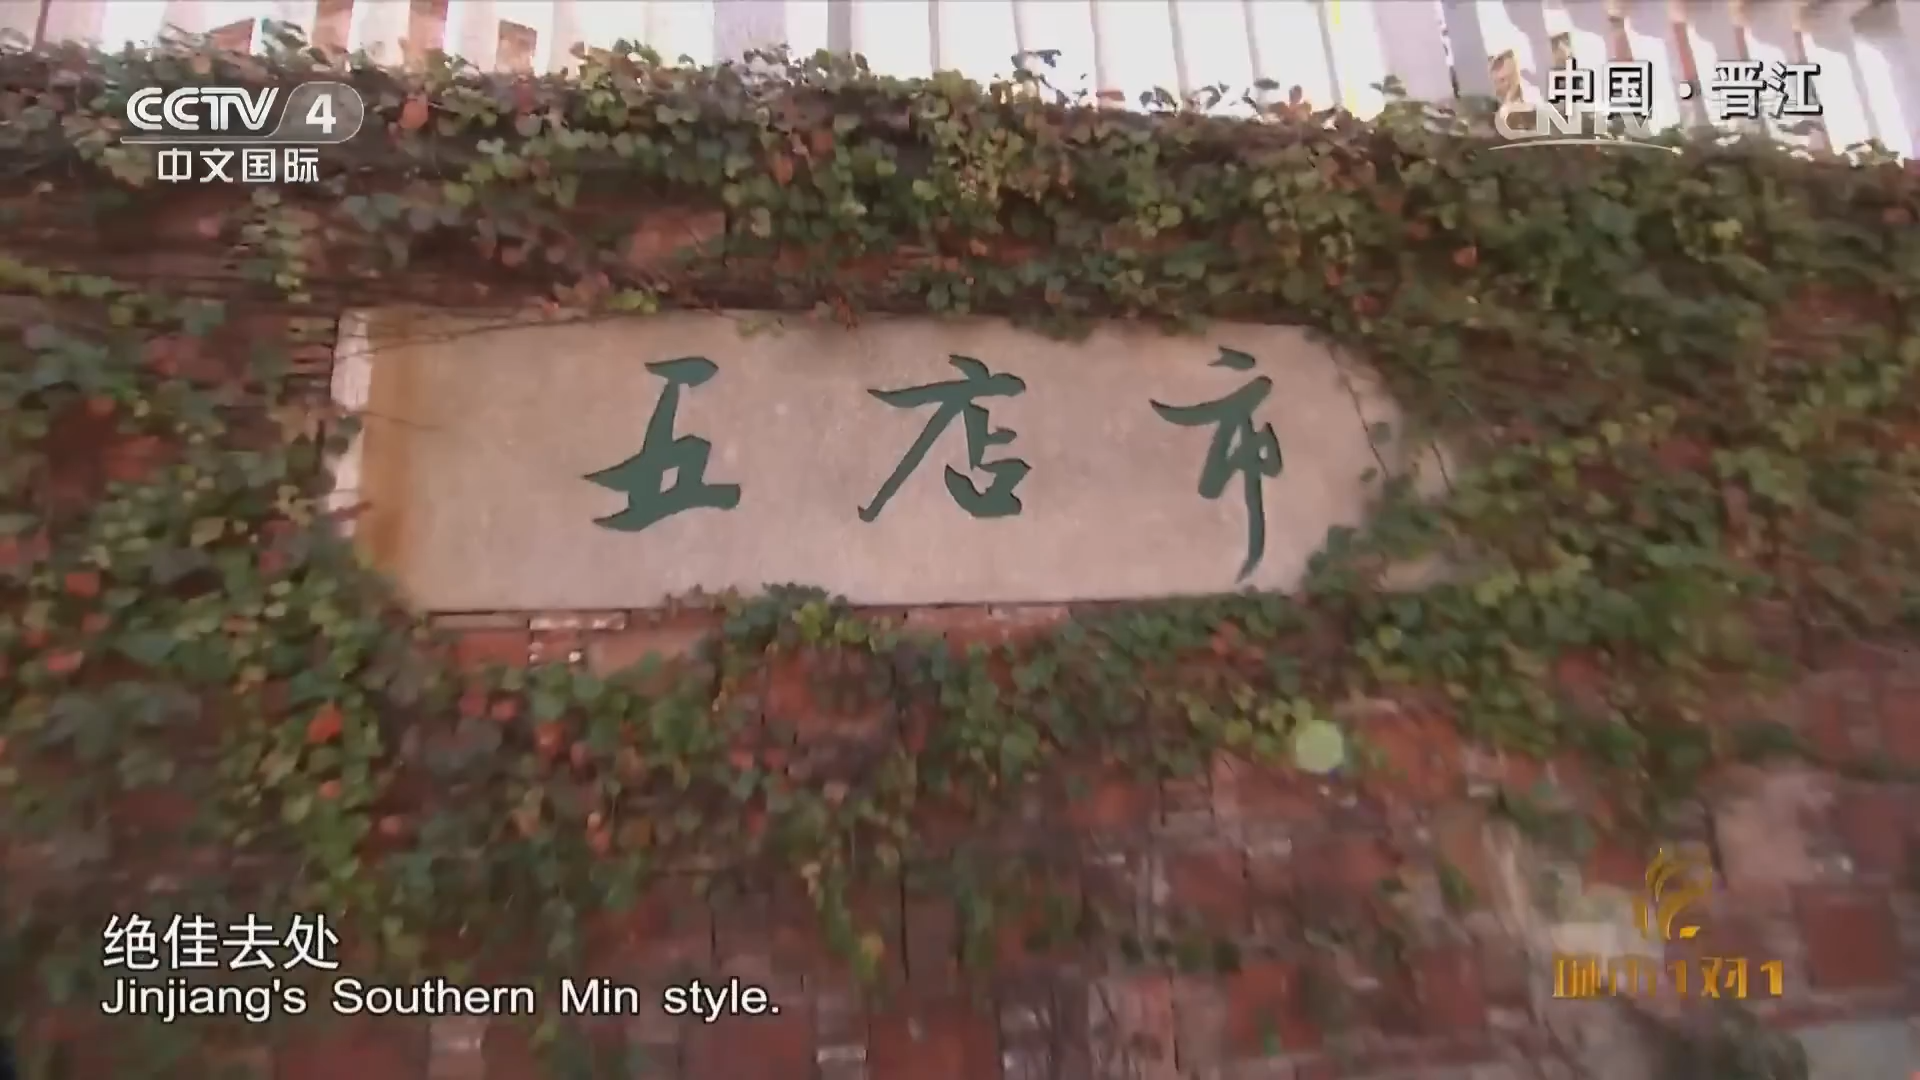 CCTV 4
中文国际
中国·晋江
CNTV
五店市
绝佳去处
Jinjiang's Southern Min style.
城市1对1